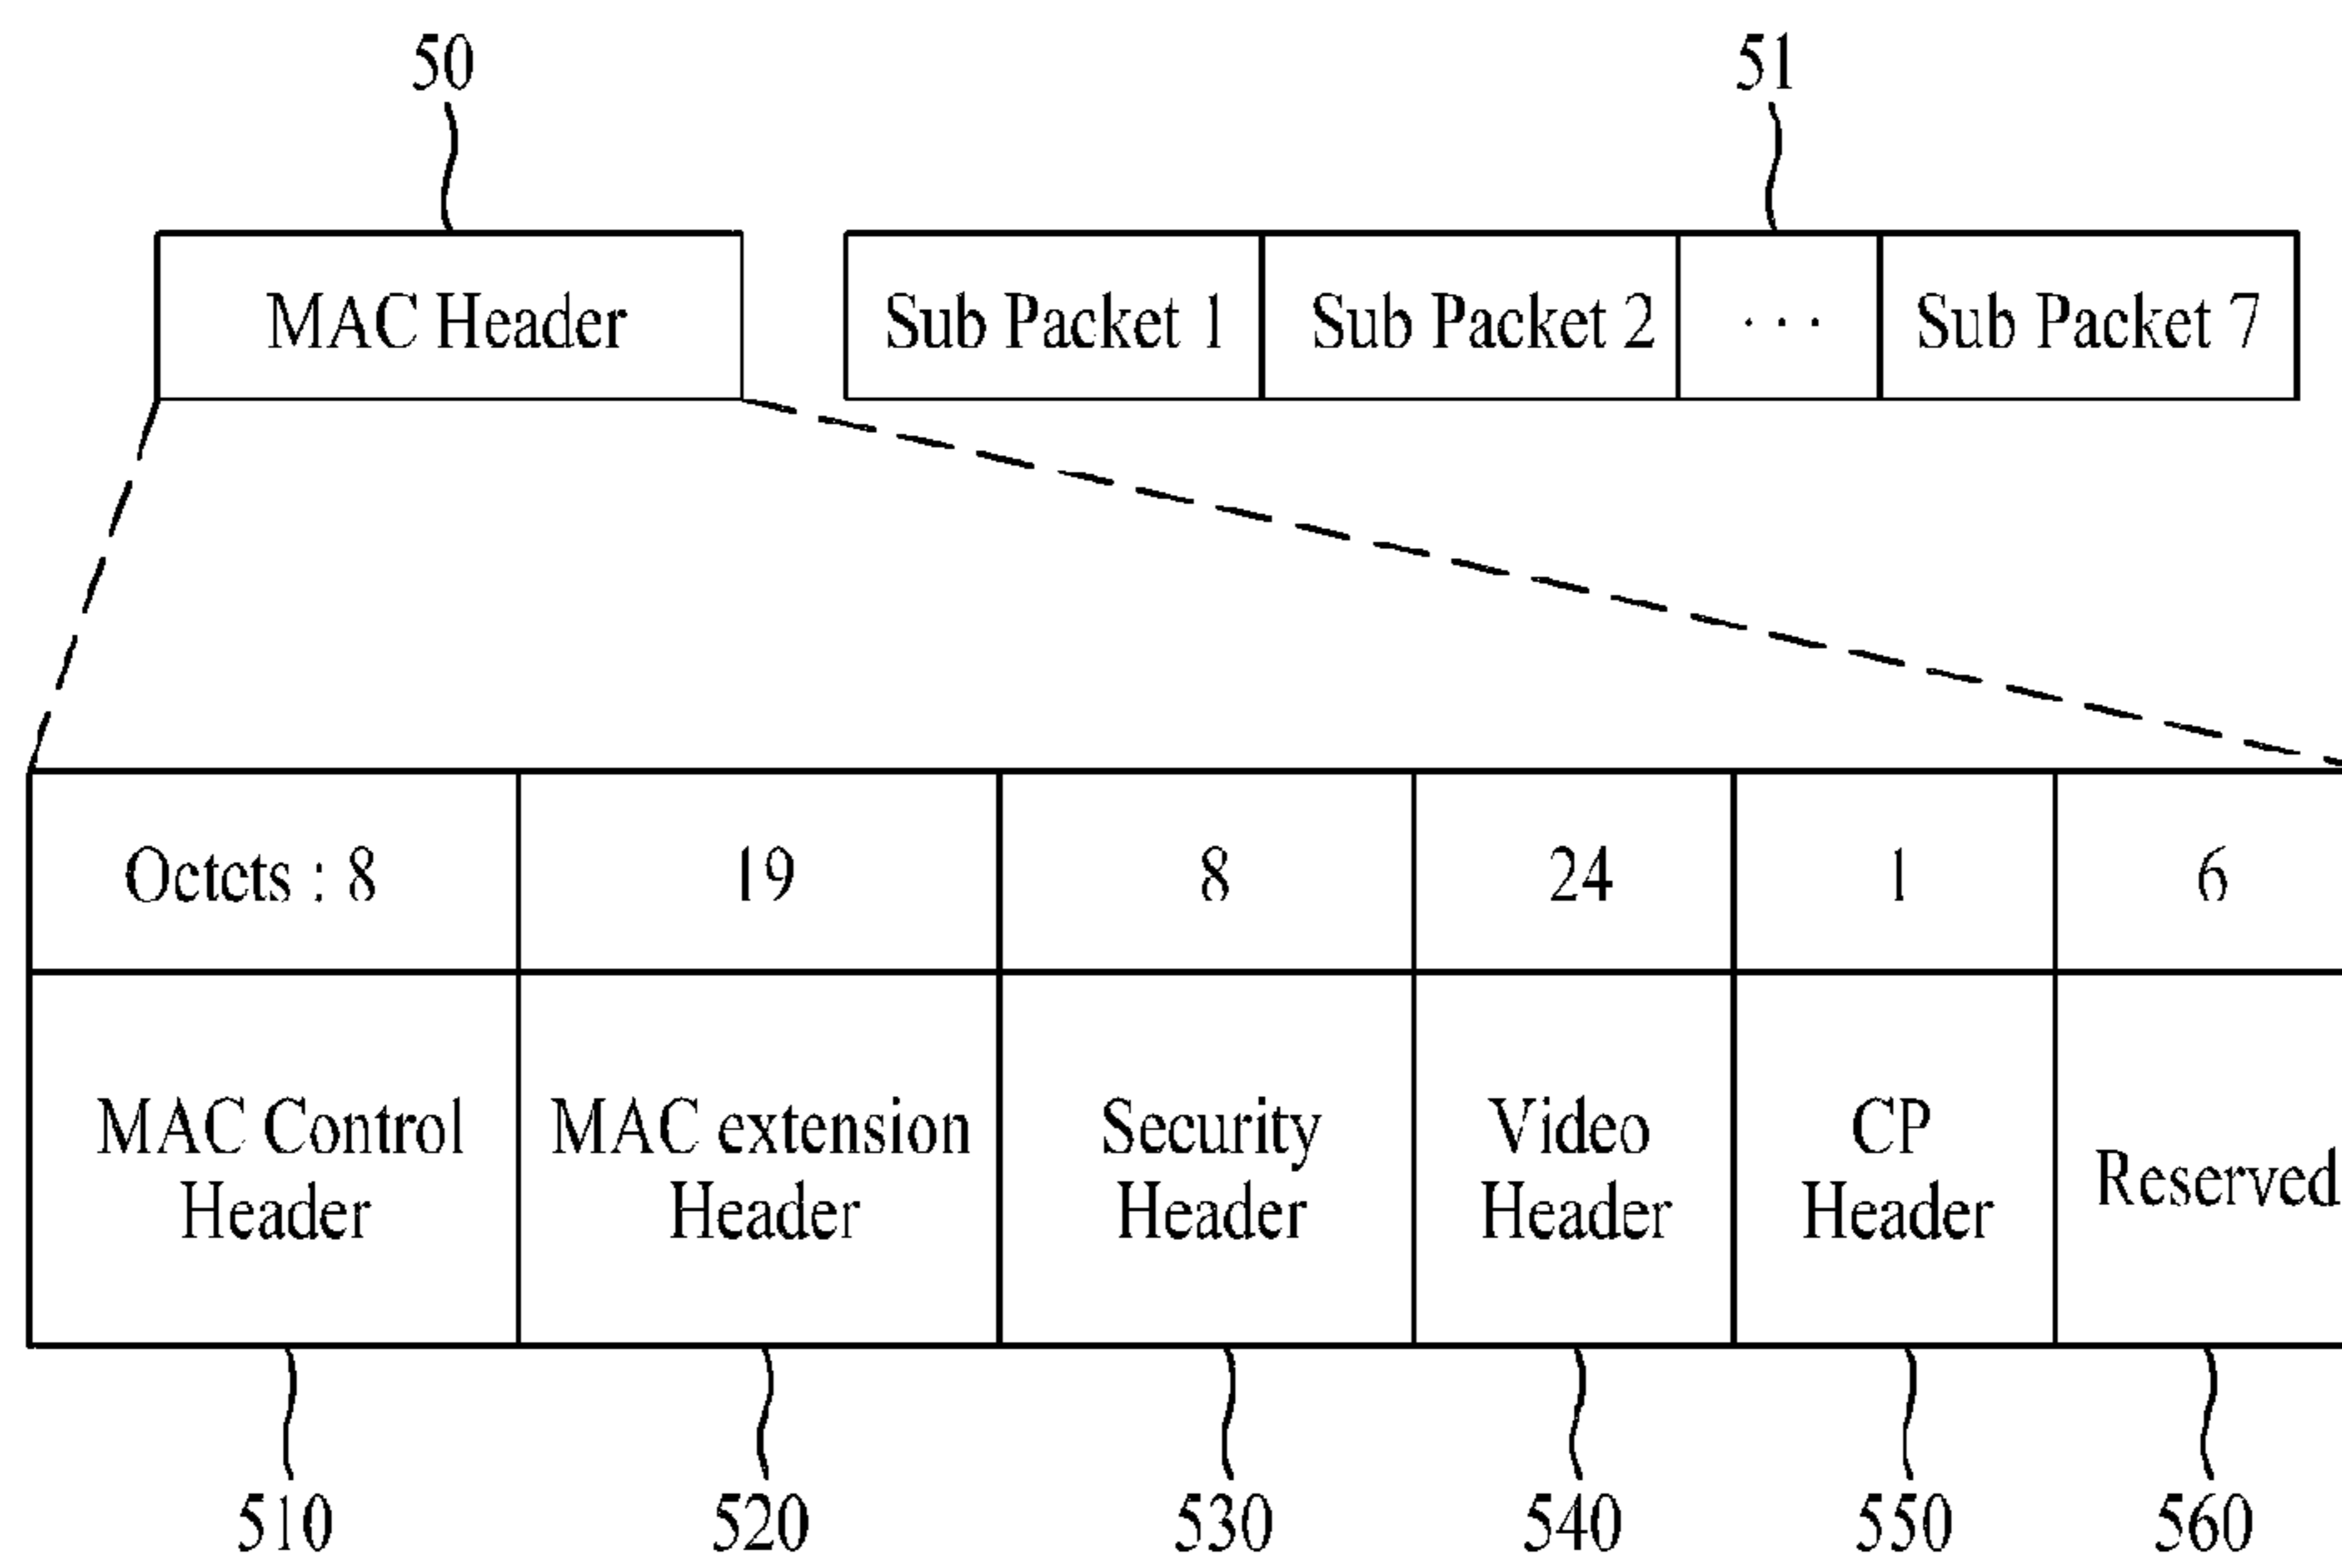 50
51
MAC Header
Sub Packet 1
Sub Packet 2
...
Sub Packet 7
Octets : 8
19
8
24
1
6
MAC Control
Header
MAC extension
Header
Security
Header
Video
Header
CP
Header
Reserved
510
520
530
540
550
560